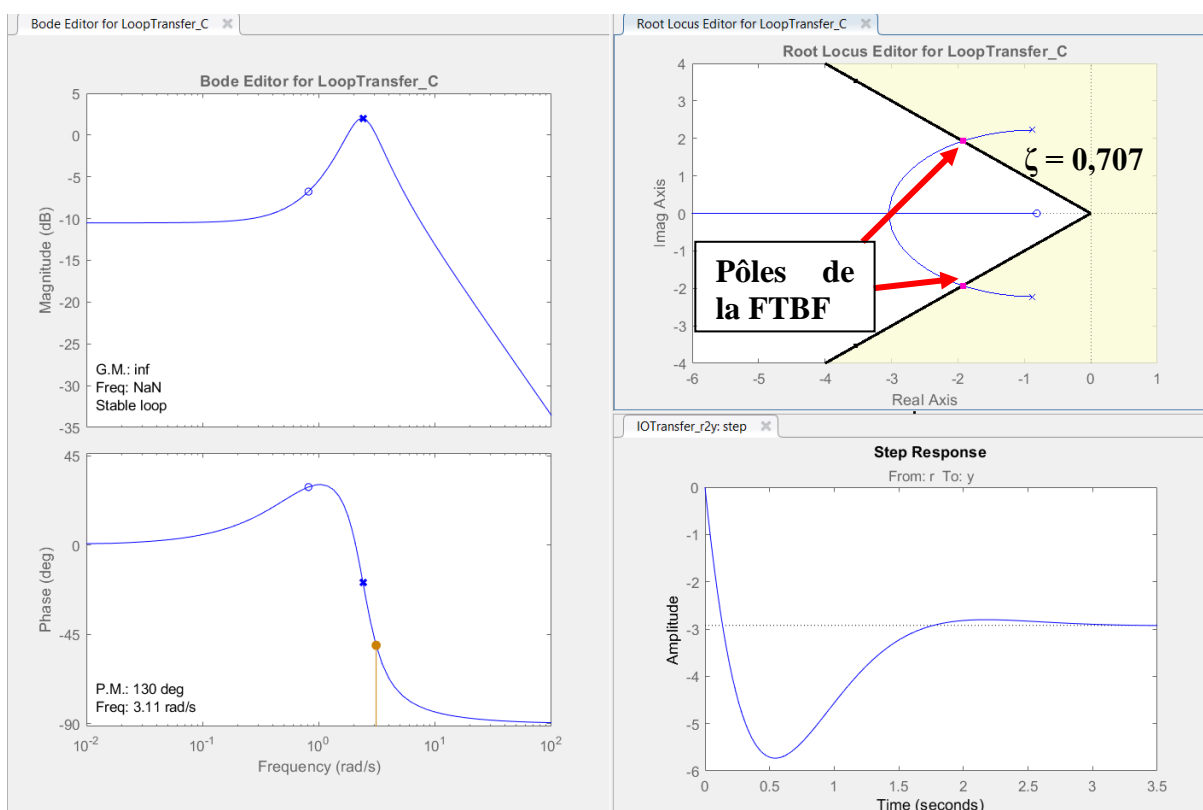 Bode Editor for LoopTransfer_C
Bode Editor for LoopTransfer_C
5
0
-5
-10
-15
-20
-25
-30
-35
Magnitude (dB)
G.M.: inf
Freq: NaN
Stable loop
45
0
-45
-90
Phase (deg)
P.M.: 130 deg
Freq: 3.11 rad/s
10^-2 10^-1 10^0 10^1 10^2
Frequency (rad/s)
Root Locus Editor for LoopTransfer_C
Root Locus Editor for LoopTransfer_C
4
3
2
1
0
-1
-2
-3
-4
Imag Axis
ζ = 0,707
Pôles de
la FTBF
-6 -5 -4 -3 -2 -1 0 1
Real Axis
IOTransfer_r2y: step
Step Response
From: r To: y
0
-1
-2
-3
-4
-5
-6
Amplitude
0 0.5 1 1.5 2 2.5 3 3.5
Time (seconds)